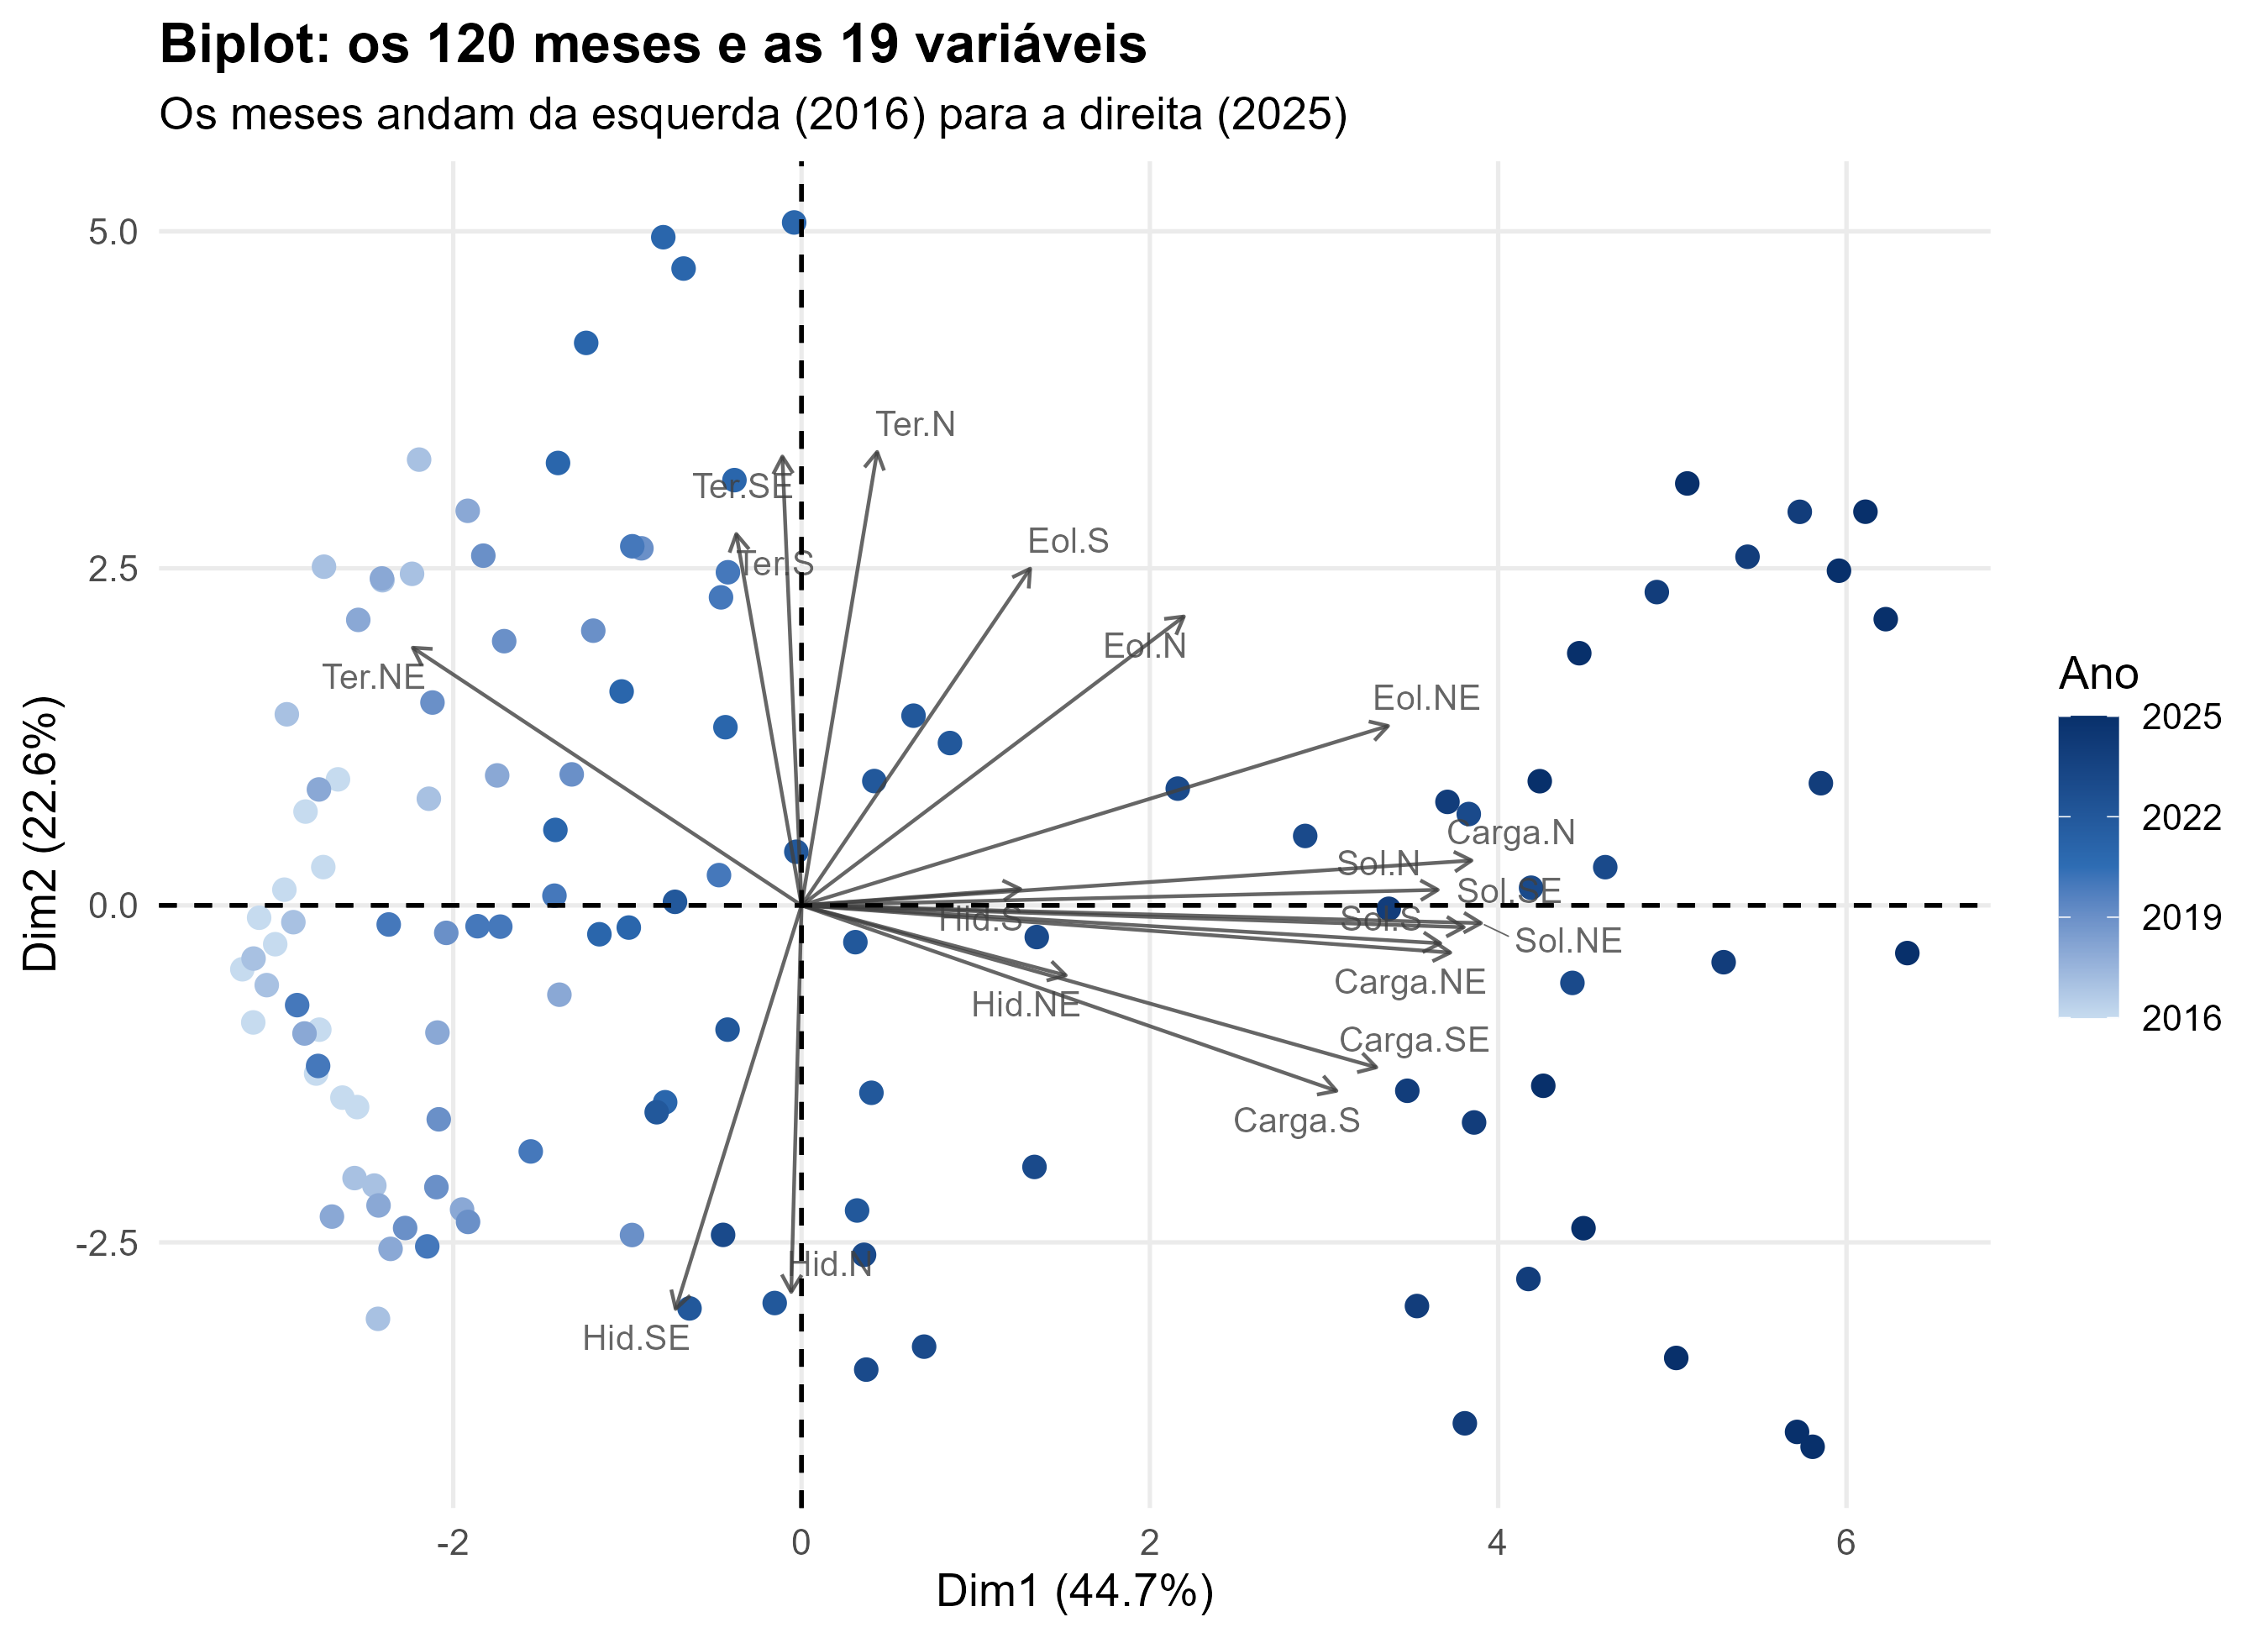 Biplot: os 120 meses e as 19 variáveis
Os meses andam da esquerda (2016) para a direita (2025)
5.0
2.5
0.0
-2.5
Dim2 (22.6%)
Ter.N
Ter.SE
Ter.S
Eol.S
Eol.N
Ter.NE
Eol.NE
Carga.N
Sol.N
Sol.SE
Hid.S
Sol.S
Sol.NE
Carga.NE
Hid.NE
Carga.SE
Carga.S
Hid.N
Hid.SE
Ano
2025
2022
2019
2016
-2
0
2
4
6
Dim1 (44.7%)